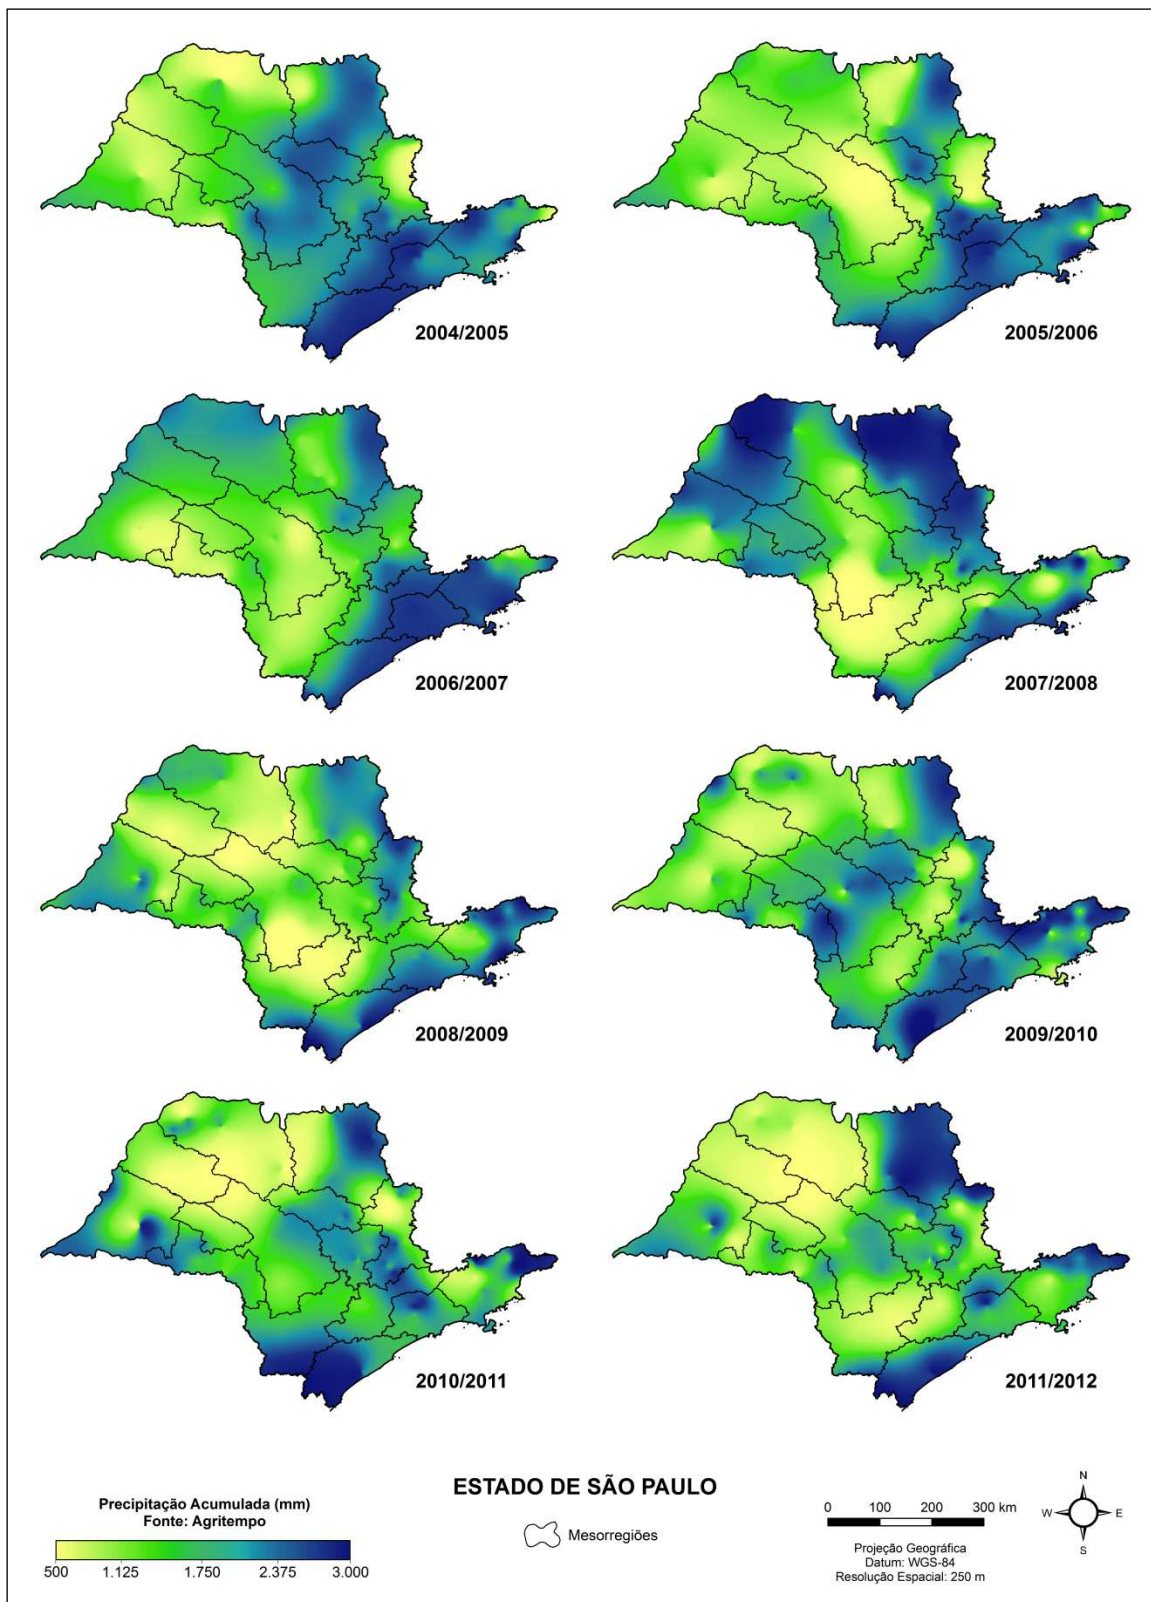 2004/2005
2005/2006
2006/2007
2007/2008
2008/2009
2009/2010
2010/2011
2011/2012
ESTADO DE SÃO PAULO
Mesorregiões
Precipitação Acumulada (mm)
Fonte: Agritempo
500 1.125 1.750 2.375 3.000
0 100 200 300 km
Projeção Geográfica
Datum: WGS-84
Resolução Espacial: 250 m
N
W E
S